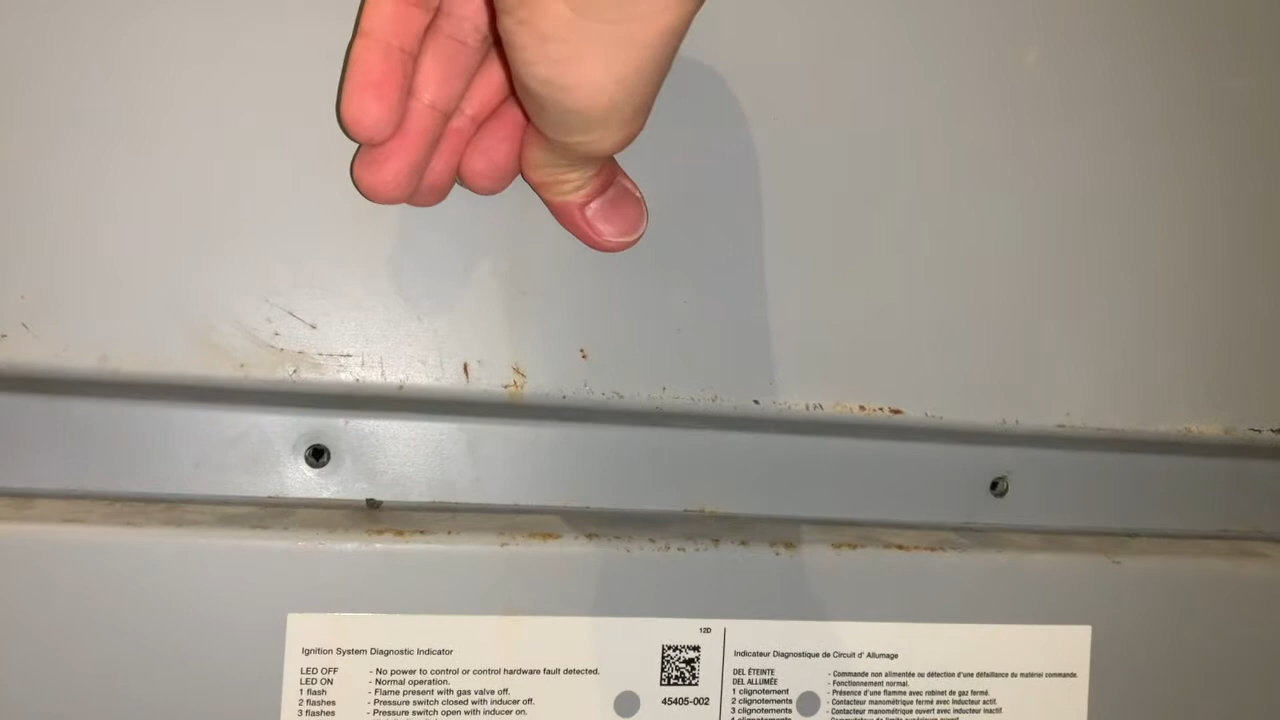 12D
Ignition System Diagnostic Indicator
LED OFF - No power to control or control hardware fault detected.
LED ON - Normal operation.
1 flash - Flame present with gas valve off.
2 flashes - Pressure switch closed with inducer off.
3 flashes - Pressure switch open with inducer on.
45405-002
Indicateur Diagnostique de Circuit d' Allumage
DEL ÉTEINTE - Commande non alimentée ou détection d'une défaillance du matériel commande.
DEL ALLUMÉE - Fonctionnement normal.
1 clignotement - Présence d'une flamme avec robinet de gaz fermé.
2 clignotements - Contacteur manométrique fermé avec inducteur actif.
3 clignotements - Contacteur manométrique ouvert avec inducteur inactif.